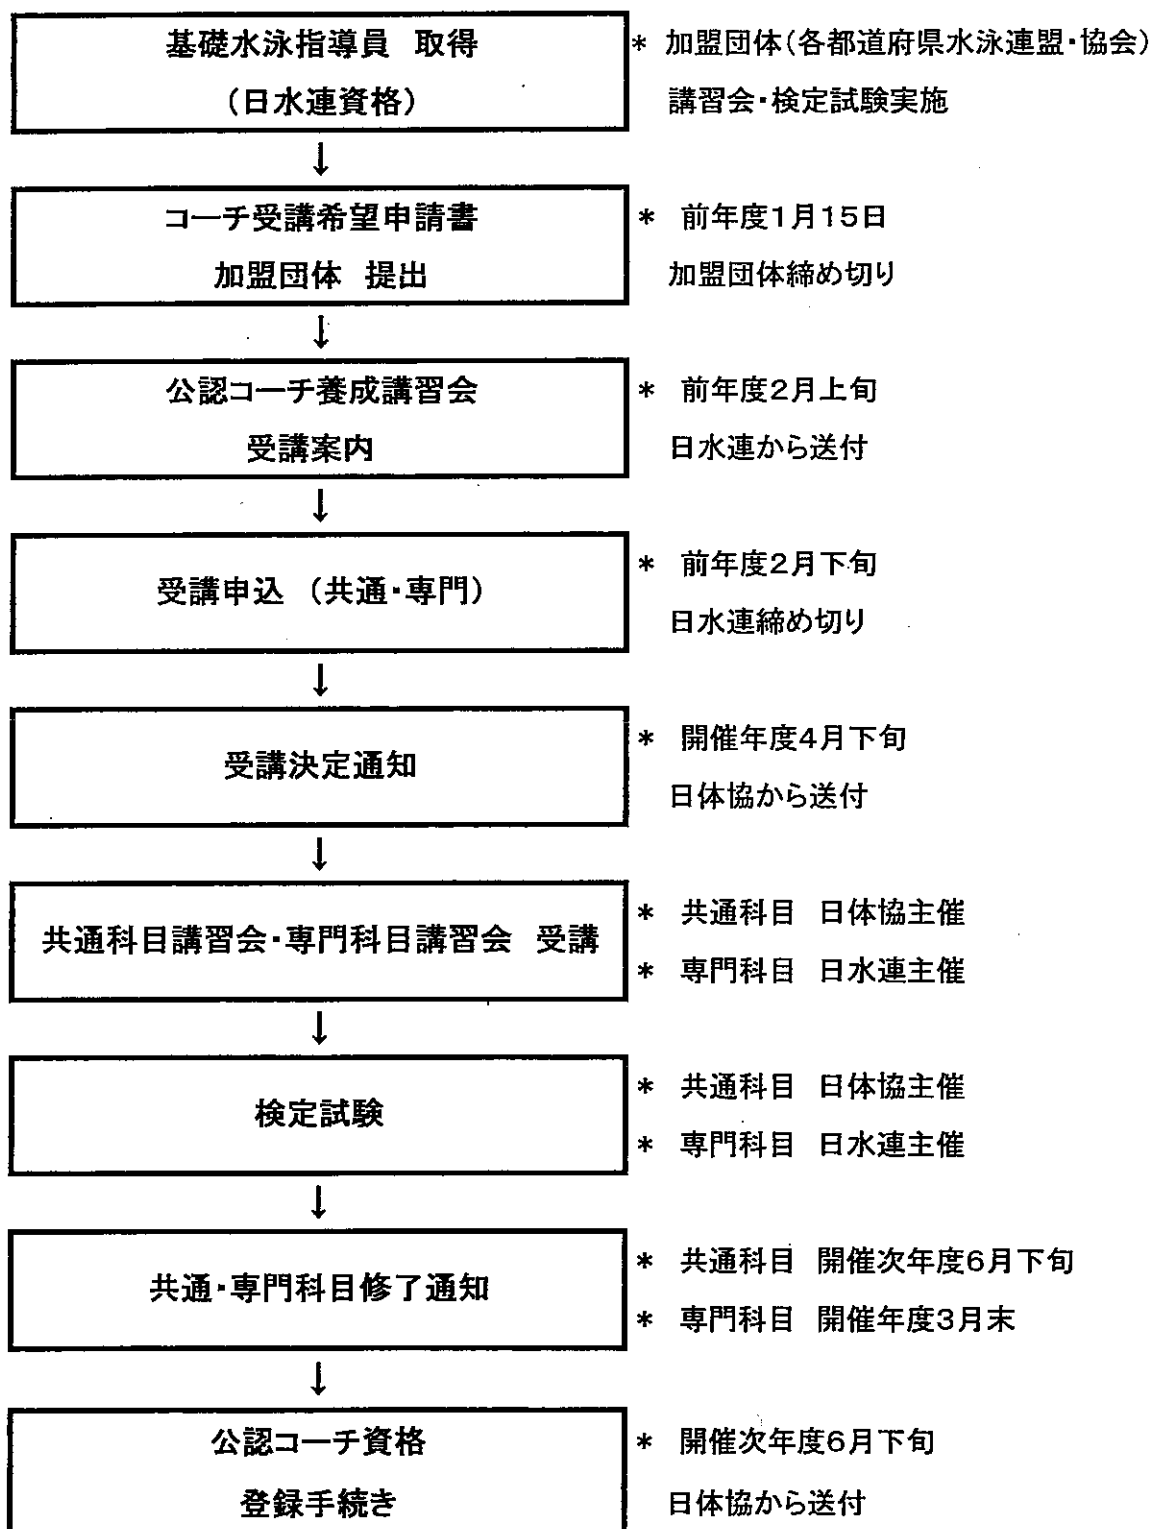 基礎水泳指導員 取得
(日水連資格)
* 加盟団体(各都道府県水泳連盟・協会)
講習会・検定試験実施
↓
コーチ受講希望申請書
加盟団体 提出
* 前年度1月15日
加盟団体締め切り
↓
公認コーチ養成講習会
受講案内
* 前年度2月上旬
日水連から送付
↓
受講申込 (共通・専門)
* 前年度2月下旬
日水連締め切り
↓
受講決定通知
* 開催年度4月下旬
日体協から送付
↓
共通科目講習会・専門科目講習会 受講
* 共通科目 日体協主催
* 専門科目 日水連主催
↓
検定試験
* 共通科目 日体協主催
* 専門科目 日水連主催
↓
共通・専門科目修了通知
* 共通科目 開催次年度6月下旬
* 専門科目 開催年度3月末
↓
公認コーチ資格
登録手続き
* 開催次年度6月下旬
日体協から送付